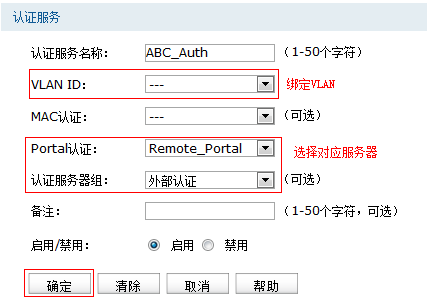 认证服务
认证服务名称: ABC_Auth (1-50个字符)
VLAN ID: --- 绑定VLAN
MAC认证: --- (可选)
Portal认证: Remote_Portal 选择对应服务器
认证服务器组: 外部认证 (可选)
备注: (1-50个字符,可选)
启用/禁用: 启用 禁用
确定 清除 取消 帮助